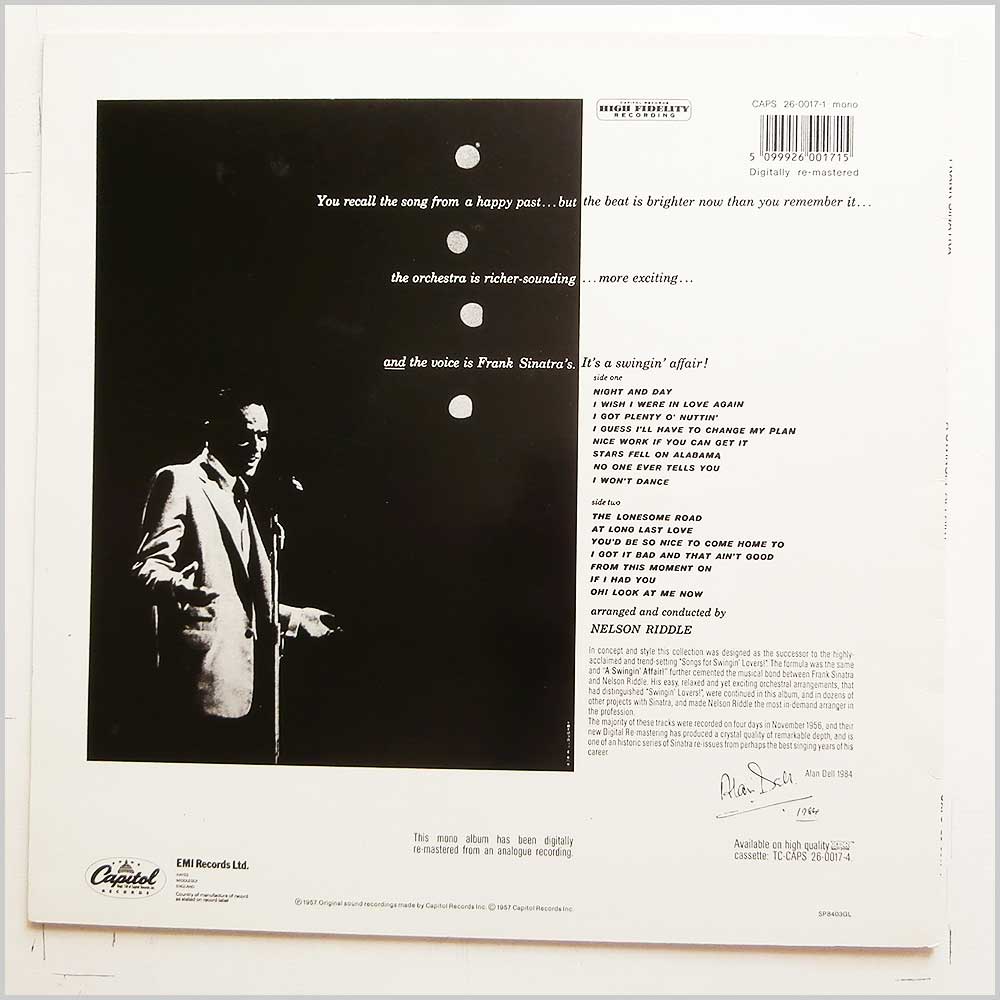 CAPITOL RECORDS
HIGH FIDELITY
RECORDING
CAPS 26-0017-1 mono
5 099926 001715
Digitally re-mastered
You recall the song from a happy past...but the beat is brighter now than you remember it...
the orchestra is richer-sounding ...more exciting...
and the voice is Frank Sinatra's. It's a swingin' affair!
side one
NIGHT AND DAY
I WISH I WERE IN LOVE AGAIN
I GOT PLENTY O' NUTTIN'
I GUESS I'LL HAVE TO CHANGE MY PLAN
NICE WORK IF YOU CAN GET IT
STARS FELL ON ALABAMA
NO ONE EVER TELLS YOU
I WON'T DANCE
side two
THE LONESOME ROAD
AT LONG LAST LOVE
YOU'D BE SO NICE TO COME HOME TO
I GOT IT BAD AND THAT AIN'T GOOD
FROM THIS MOMENT ON
IF I HAD YOU
OH! LOOK AT ME NOW
arranged and conducted by
NELSON RIDDLE
In concept and style this collection was designed as the successor to the highly-
acclaimed and trend-setting "Songs for Swingin' Lovers!" The formula was the same
and "A Swingin' Affair!" further cemented the musical bond between Frank Sinatra
and Nelson Riddle. His easy, relaxed and yet exciting orchestral arrangements, that
had distinguished "Swingin' Lovers!", were continued in this album, and in dozens of
other projects with Sinatra, and made Nelson Riddle the most in-demand arranger in
the profession.
The majority of these tracks were recorded on four days in November 1956, and their
new Digital Re-mastering has produced a crystal quality of remarkable depth, and is
one of an historic series of Sinatra re-issues from perhaps the best singing years of his
career.
Alan Dell 1984
Alan Dell
1984
This mono album has been digitally
re-mastered from an analogue recording.
Available on high quality
cassette: TC-CAPS 26-0017-4
Capitol
RECORDS
EMI Records Ltd.
HAYES
MIDDLESEX
ENGLAND
Country of manufacture of record
as stated on record label
Ⓟ1957 Original sound recordings made by Capitol Records Inc. Ⓒ1957 Capitol Records Inc.
SP8403GL